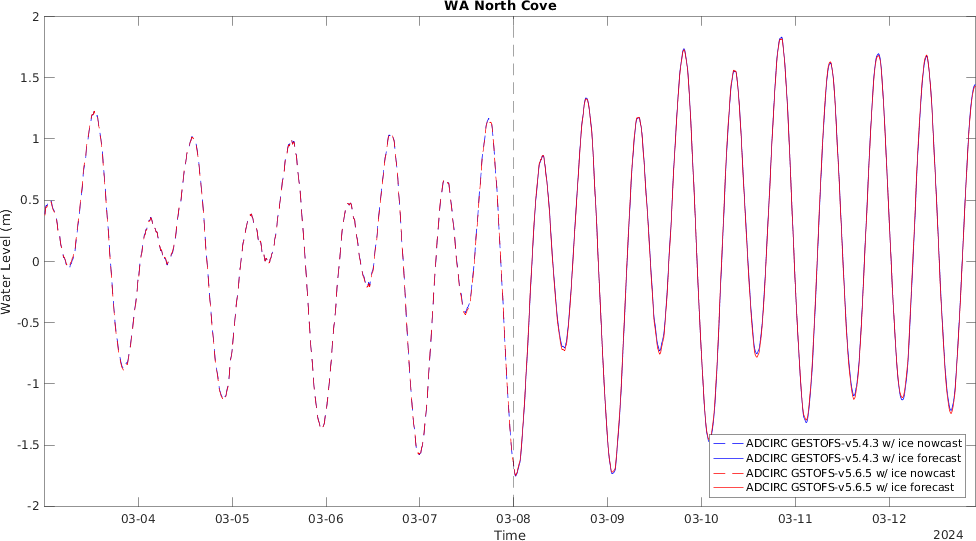 WA North Cove
2
1.5
1
0.5
0
-0.5
-1
-1.5
-2
Water Level (m)
03-04 03-05 03-06 03-07 03-08 03-09 03-10 03-11 03-12
Time
2024
ADCIRC GESTOFS-v5.4.3 w/ ice nowcast
ADCIRC GESTOFS-v5.4.3 w/ ice forecast
ADCIRC GSTOFS-v5.6.5 w/ ice nowcast
ADCIRC GSTOFS-v5.6.5 w/ ice forecast